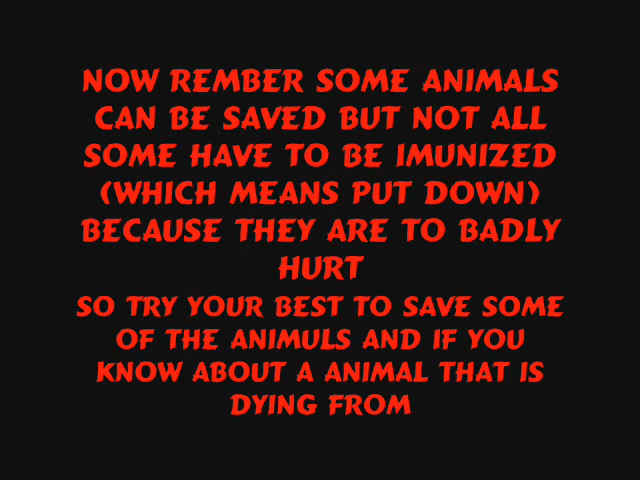 NOW REMBER SOME ANIMALS
CAN BE SAVED BUT NOT ALL
SOME HAVE TO BE IMUNIZED
(WHICH MEANS PUT DOWN)
BECAUSE THEY ARE TO BADLY
HURT
SO TRY YOUR BEST TO SAVE SOME
OF THE ANIMULS AND IF YOU
KNOW ABOUT A ANIMAL THAT IS
DYING FROM